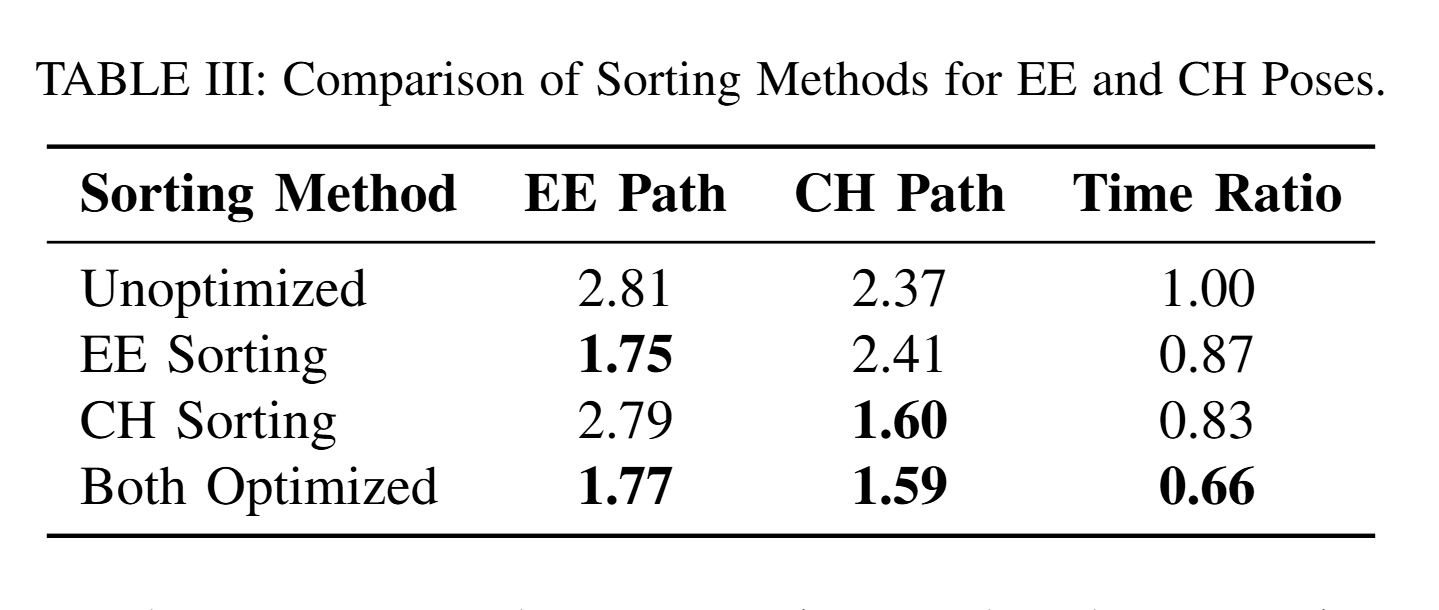 TABLE III: Comparison of Sorting Methods for EE and CH Poses.
Sorting Method EE Path CH Path Time Ratio
Unoptimized 2.81 2.37 1.00
EE Sorting 1.75 2.41 0.87
CH Sorting 2.79 1.60 0.83
Both Optimized 1.77 1.59 0.66